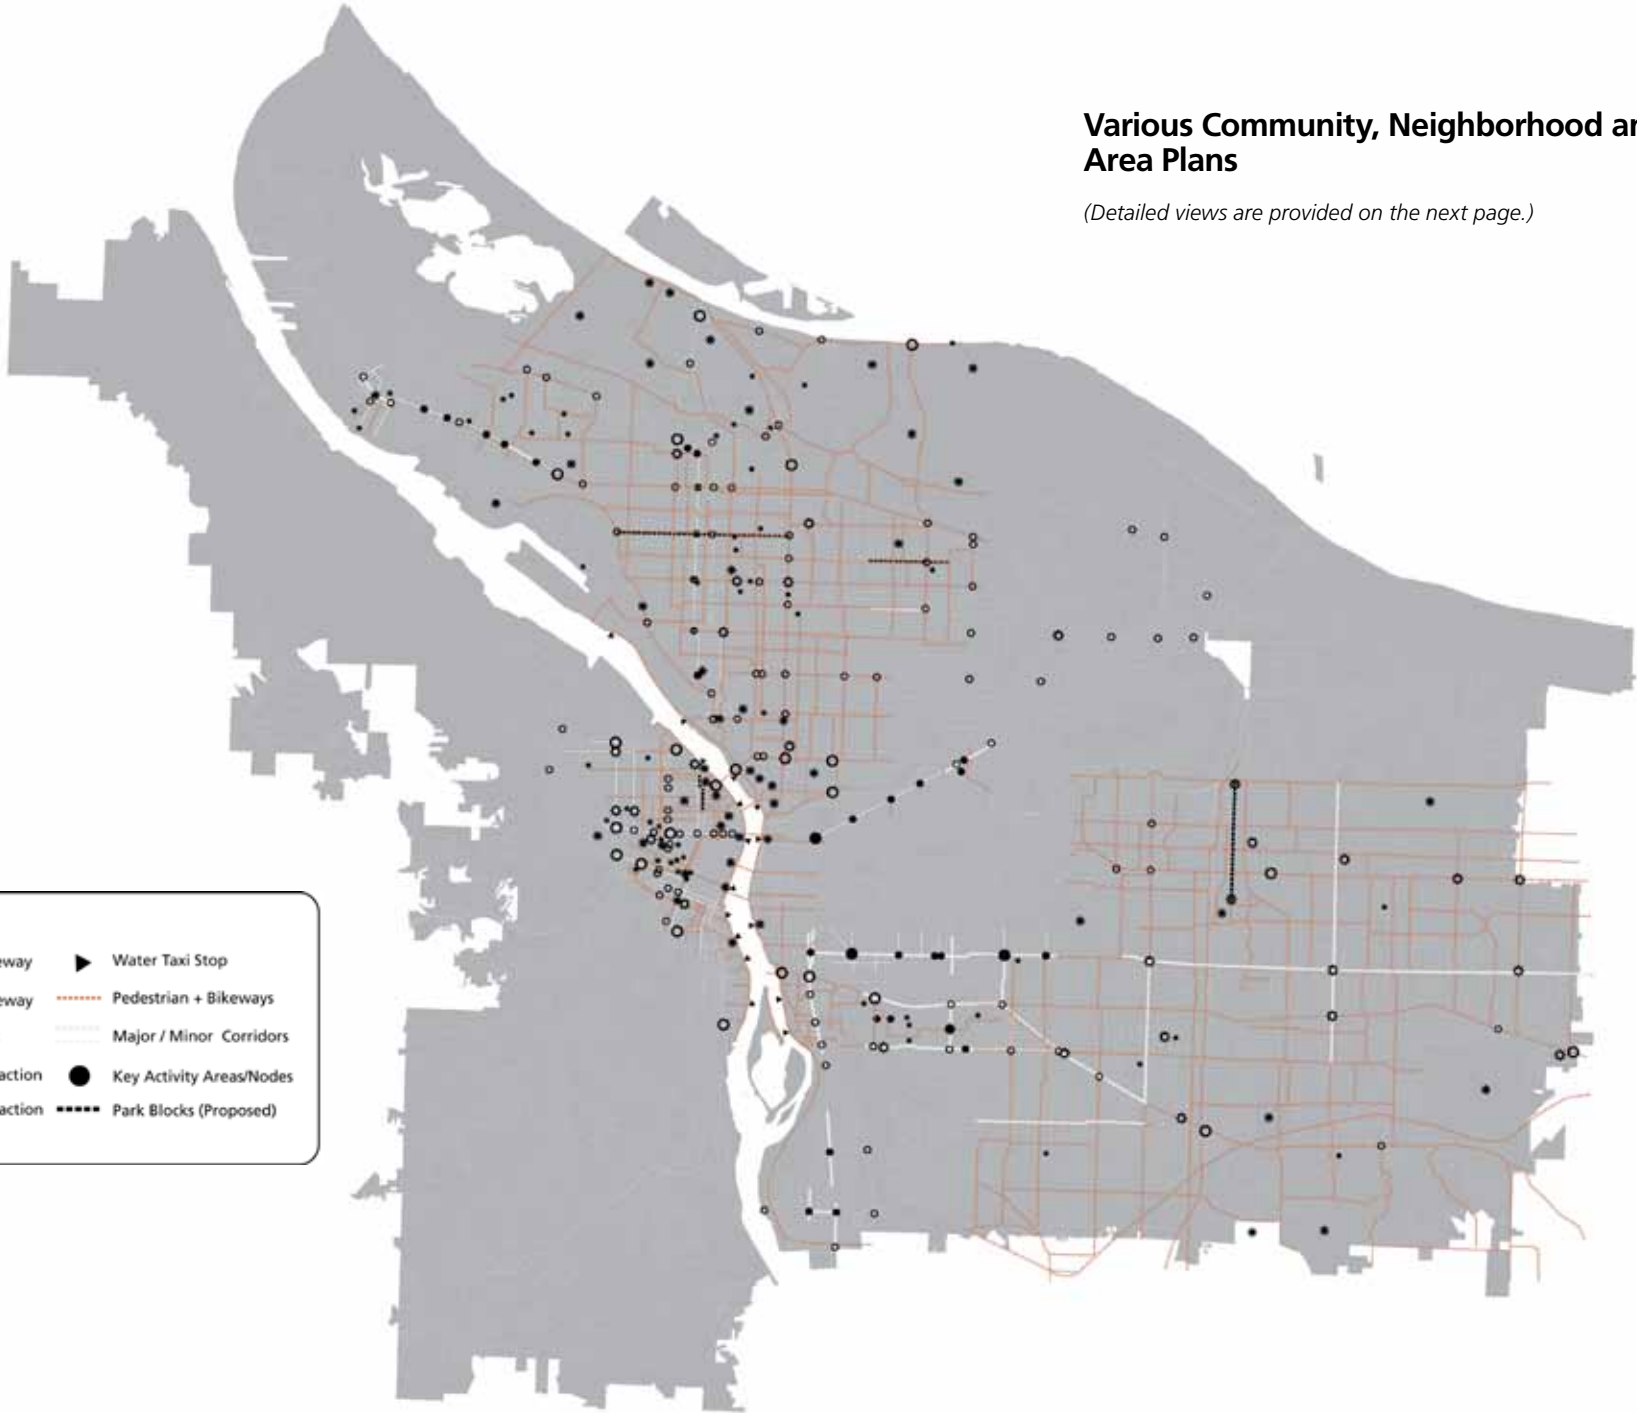 Various Community, Neighborhood ar
Area Plans
(Detailed views are provided on the next page.)
eway
Water Taxi Stop
eway
Pedestrian + Bikeways
Major / Minor Corridors
action
Key Activity Areas/Nodes
action
Park Blocks (Proposed)